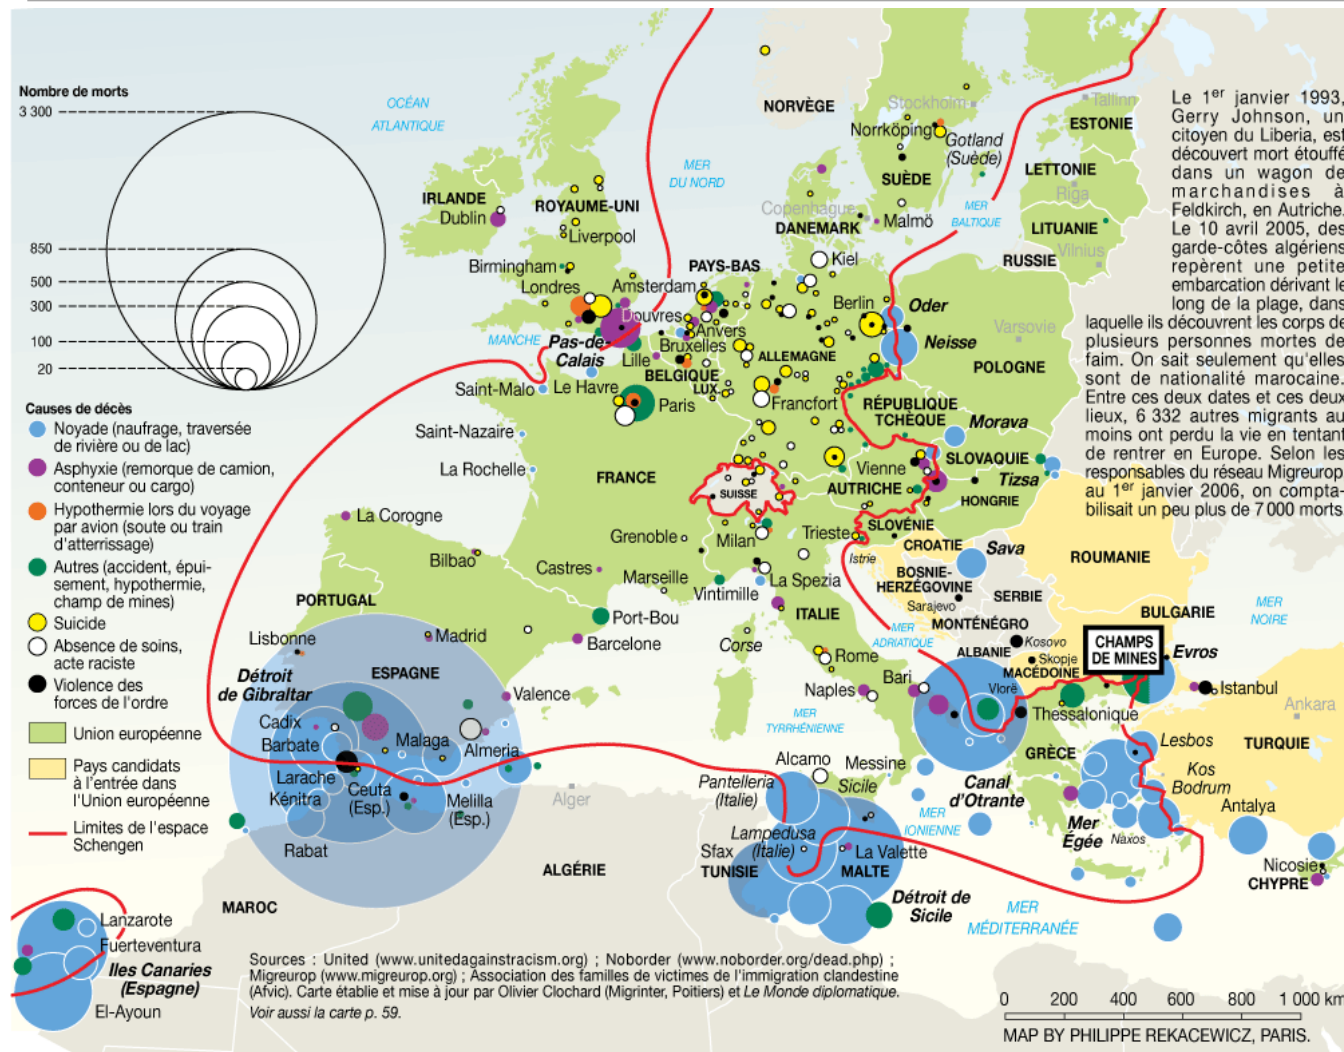 Nombre de morts
3 300
850
500
300
100
20
Causes de décès
Noyade (naufrage, traversée
de rivière ou de lac)
Asphyxie (remorque de camion,
conteneur ou cargo)
Hypothermie lors du voyage
par avion (soute ou train
d'atterrissage)
Autres (accident, épui-
sement, hypothermie,
champ de mines)
Suicide
Absence de soins,
acte raciste
Violence des
forces de l'ordre
Union européenne
Pays candidats
à l'entrée dans
l'Union européenne
Limites de l'espace
Schengen
Le 1er janvier 1993,
Gerry Johnson, un
citoyen du Liberia, est
découvert mort étouffé
dans un wagon de
marchandises à
Feldkirch, en Autriche.
Le 10 avril 2005, des
garde-côtes algériens
repèrent une petite
embarcation dérivant le
long de la plage, dans
laquelle ils découvrent les corps de
plusieurs personnes mortes de
faim. On sait seulement qu'elles
sont de nationalité marocaine.
Entre ces deux dates et ces deux
lieux, 6 332 autres migrants au
moins ont perdu la vie en tentant
de rentrer en Europe. Selon les
responsables du réseau Migreurop,
au 1er janvier 2006, on compta-
bilisait un peu plus de 7 000 morts.
OCÉAN
ATLANTIQUE
MER
DU NORD
NORVÈGE
Stockholm
Norrköping
Gotland
(Suède)
SUÈDE
Tallinn
ESTONIE
LETTONIE
Riga
LITUANIE
Vilnius
RUSSIE
MER
BALTIQUE
Copenhague
DANEMARK
Malmö
IRLANDE
Dublin
ROYAUME-UNI
Liverpool
Birmingham
Londres
PAYS-BAS
Amsterdam
Kiel
Berlin
Oder
Neisse
Varsovie
POLOGNE
Douvres
MANCHE
Pas-de-
Calais
Anvers
Bruxelles
Lille
BELGIQUE
LUX.
ALLEMAGNE
Francfort
Saint-Malo
Le Havre
Paris
Saint-Nazaire
La Rochelle
FRANCE
RÉPUBLIQUE
TCHÈQUE
Morava
SLOVAQUIE
Tizsa
Vienne
AUTRICHE
HONGRIE
SUISSE
SLOVÉNIE
Trieste
Istrie
CROATIE
Sava
ROUMANIE
La Corogne
Bilbao
Grenoble
Milan
Castres
Marseille
Vintimille
La Spezia
BOSNIE-
HERZÉGOVINE
Sarajevo
SERBIE
MONTÉNÉGRO
BULGARIE
MER
NOIRE
PORTUGAL
Lisbonne
Madrid
Port-Bou
Barcelone
Corse
ITALIE
Rome
MER
ADRIATIQUE
ALBANIE
Kosovo
Skopje
MACÉDOINE
CHAMPS
DE MINES
Evros
Istanbul
Ankara
Détroit
de Gibraltar
ESPAGNE
Valence
Naples
Bari
Vlorë
Thessalonique
MER
TYRRHÉNIENNE
Cadix
Barbate
Malaga
Almeria
Larache
Kénitra
Ceuta
(Esp.)
Melilla
(Esp.)
Rabat
Alger
Alcamo
Messine
Pantelleria
(Italie)
Sicile
Canal
d'Otrante
GRÈCE
Lesbos
TURQUIE
Kos
Bodrum
Antalya
Mer
Égée
Naxos
MER
IONIENNE
Lampedusa
(Italie)
Sfax
TUNISIE
La Valette
MALTE
Nicosie
CHYPRE
ALGÉRIE
MAROC
Détroit de
Sicile
MER
MÉDITERRANÉE
Lanzarote
Fuerteventura
Iles Canaries
(Espagne)
El-Ayoun
Sources : United (www.unitedagainstracism.org) ; Noborder (www.noborder.org/dead.php) ;
Migreurop (www.migreurop.org) ; Association des familles de victimes de l'immigration clandestine
(Afvic). Carte établie et mise à jour par Olivier Clochard (Migrinter, Poitiers) et Le Monde diplomatique.
Voir aussi la carte p. 59.
0 200 400 600 800 1 000 km
MAP BY PHILIPPE REKACEWICZ, PARIS.